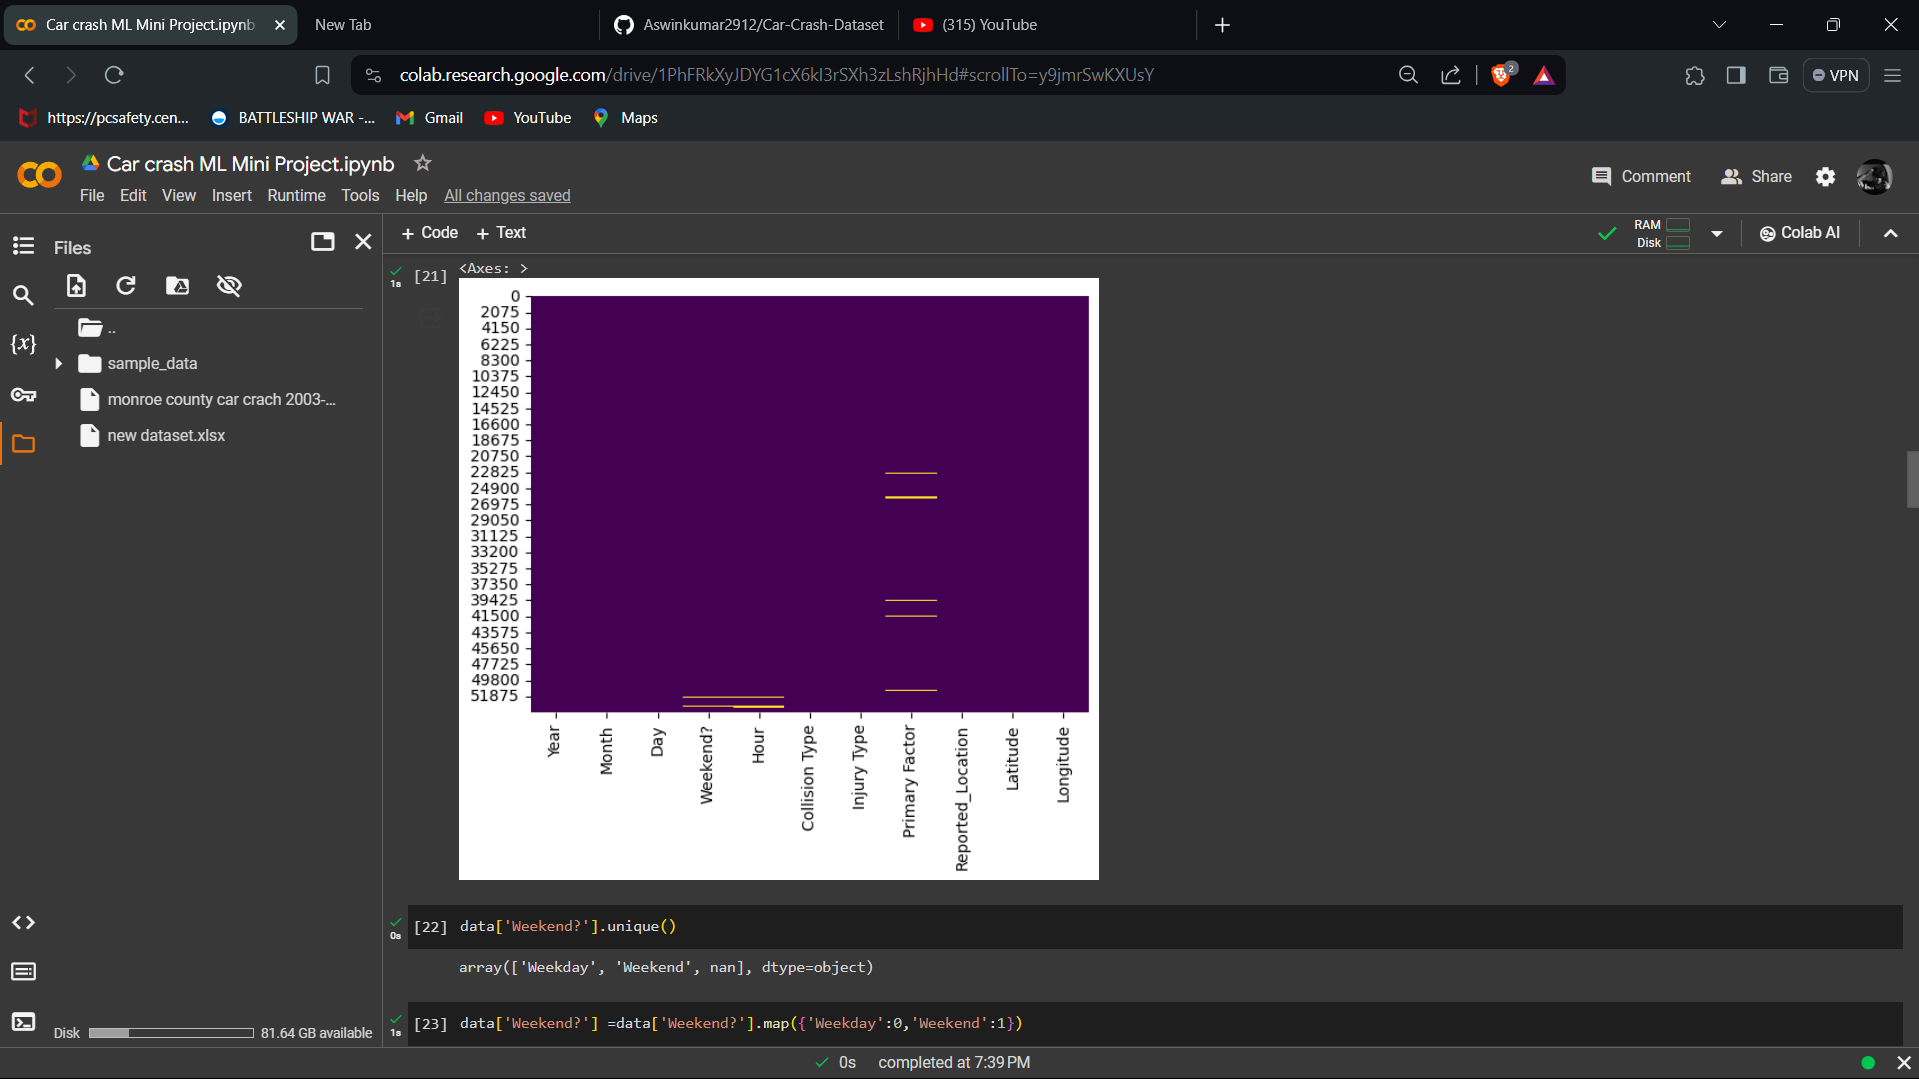 Car crash ML Mini Project.ipynb
New Tab
Aswinkumar2912/Car-Crash-Dataset
(315) YouTube
colab.research.google.com/drive/1PhFRkXyJDYG1cX6kI3rSXh3zLshRjhHd#scrollTo=y9jmrSwKXUsY
2
VPN
https://pcsafety.cen...
BATTLESHIP WAR -...
Gmail
YouTube
Maps
Car crash ML Mini Project.ipynb
File Edit View Insert Runtime Tools Help All changes saved
Comment
Share
Files
+ Code + Text
RAM
Disk
Colab AI
..
sample_data
monroe county car crach 2003-...
new dataset.xlsx
{x}
1s
[21]
<Axes: >
0
2075
4150
6225
8300
10375
12450
14525
16600
18675
20750
22825
24900
26975
29050
31125
33200
35275
37350
39425
41500
43575
45650
47725
49800
51875
Year
Month
Day
Weekend?
Hour
Collision Type
Injury Type
Primary Factor
Reported_Location
Latitude
Longitude
0s
[22] data['Weekend?'].unique()
array(['Weekday', 'Weekend', nan], dtype=object)
1s
[23] data['Weekend?'] =data['Weekend?'].map({'Weekday':0,'Weekend':1})
Disk
81.64 GB available
0s completed at 7:39 PM